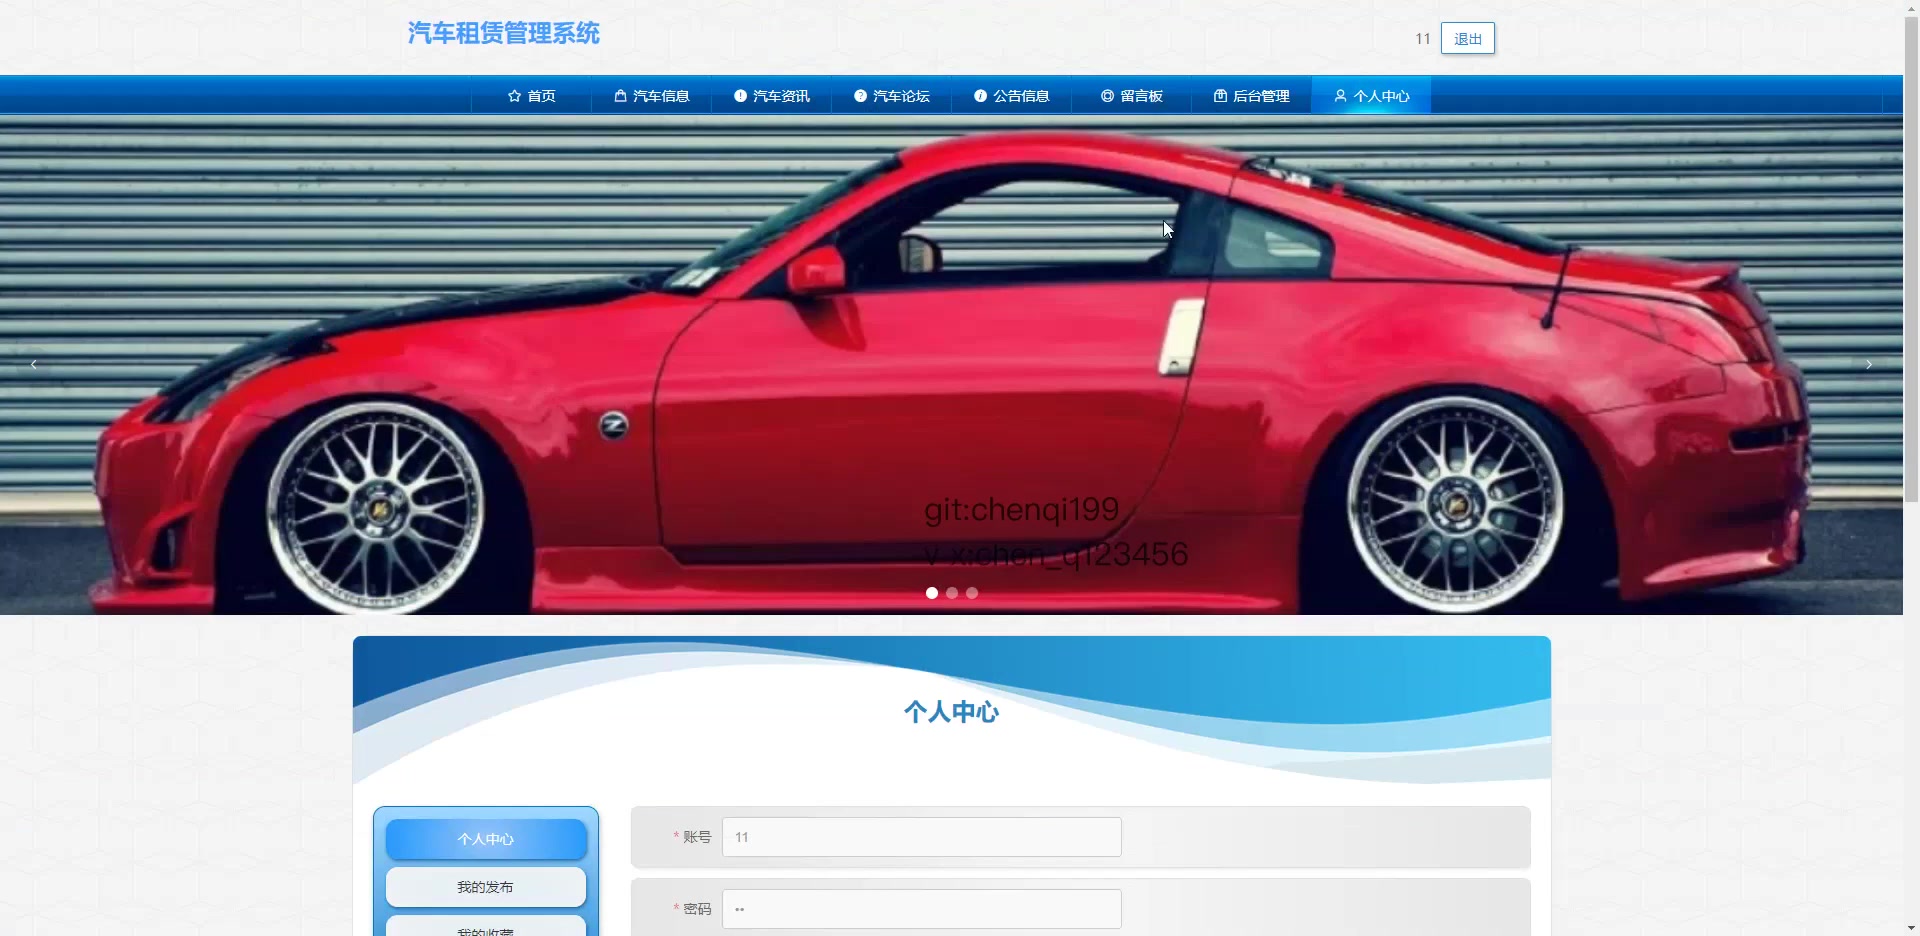 汽车租赁管理系统
11 退出
首页 汽车信息 汽车资讯 汽车论坛 公告信息 留言板 后台管理 个人中心
git:chenqi199
v-x:chen_q123456
个人中心
个人中心
* 账号 11
我的发布
* 密码 ••
我的收藏